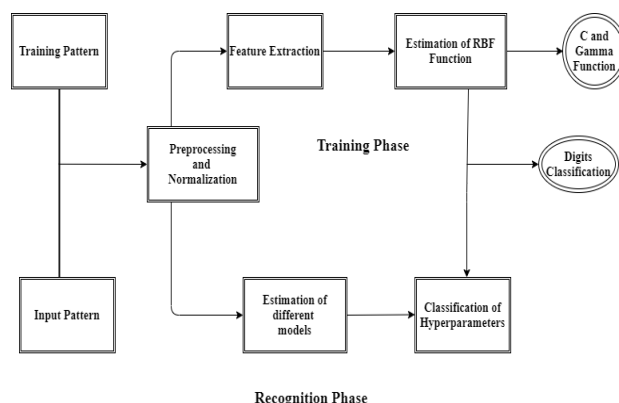 Training Pattern
Feature Extraction
Estimation of RBF
Function
C and
Gamma
Function
Preprocessing
and
Normalization
Training Phase
Digits
Classification
Input Pattern
Estimation of
different
models
Classification of
Hyperparameters
Recognition Phase